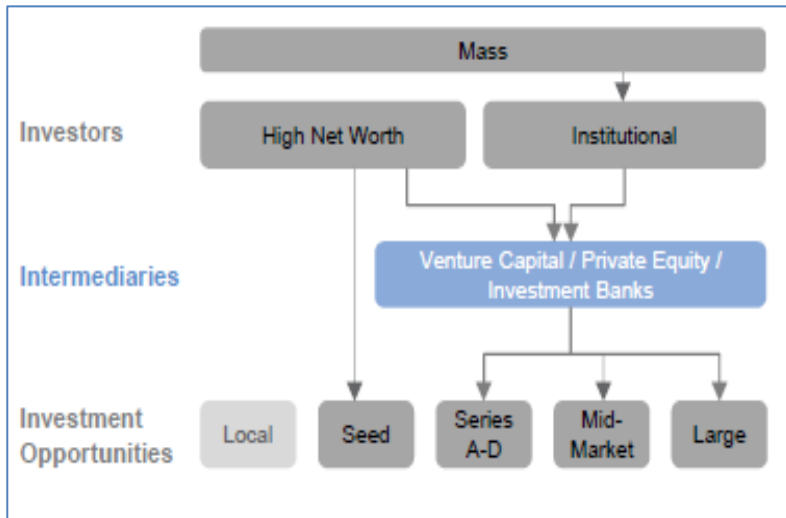 Mass
Investors
High Net Worth
Institutional
Intermediaries
Venture Capital / Private Equity /
Investment Banks
Investment
Opportunities
Local
Seed
Series
A-D
Mid-
Market
Large